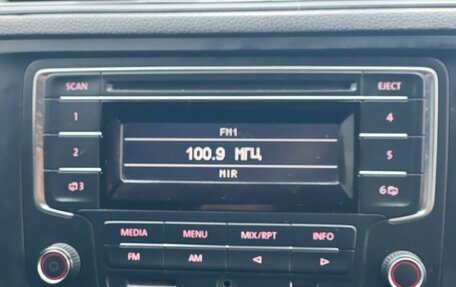 SCAN
EJECT
1
4
FM1
2
100.9 МГЦ
5
MIR
3
6
MEDIA
MENU
MIX/RPT
INFO
FM
AM